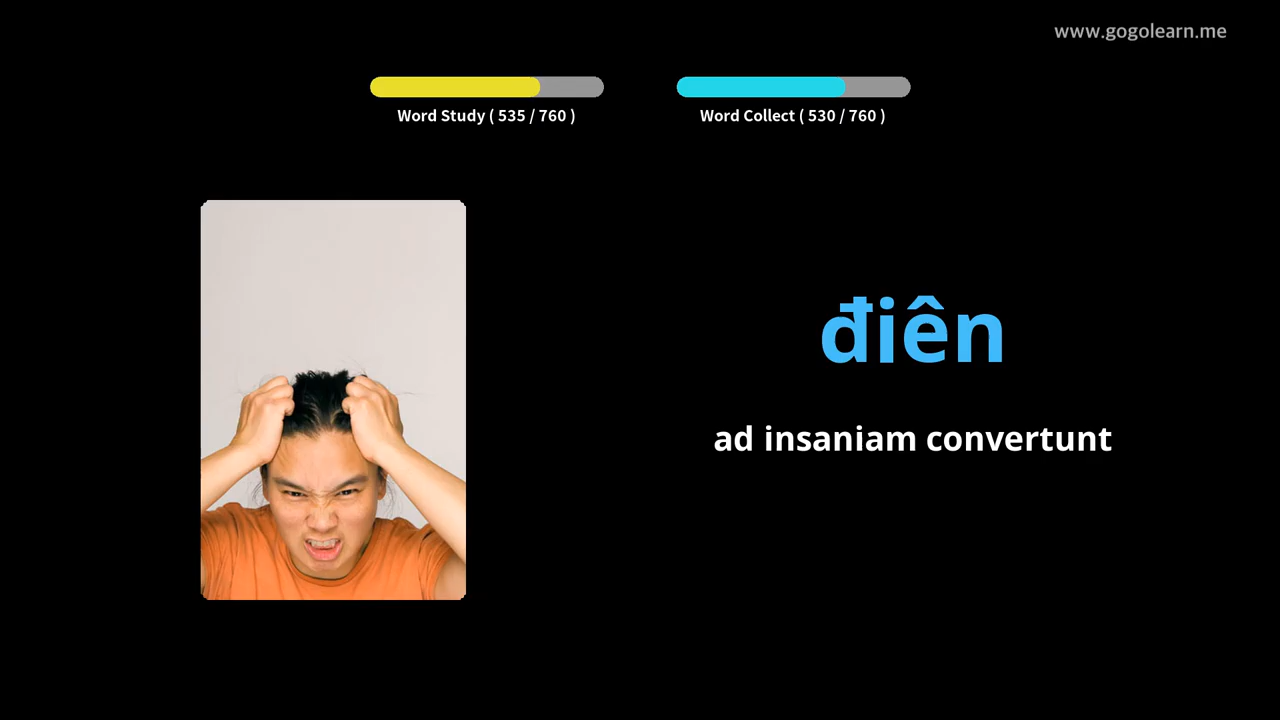 www.gogolearn.me
Word Study ( 535 / 760 )
Word Collect ( 530 / 760 )
điên
ad insaniam convertunt